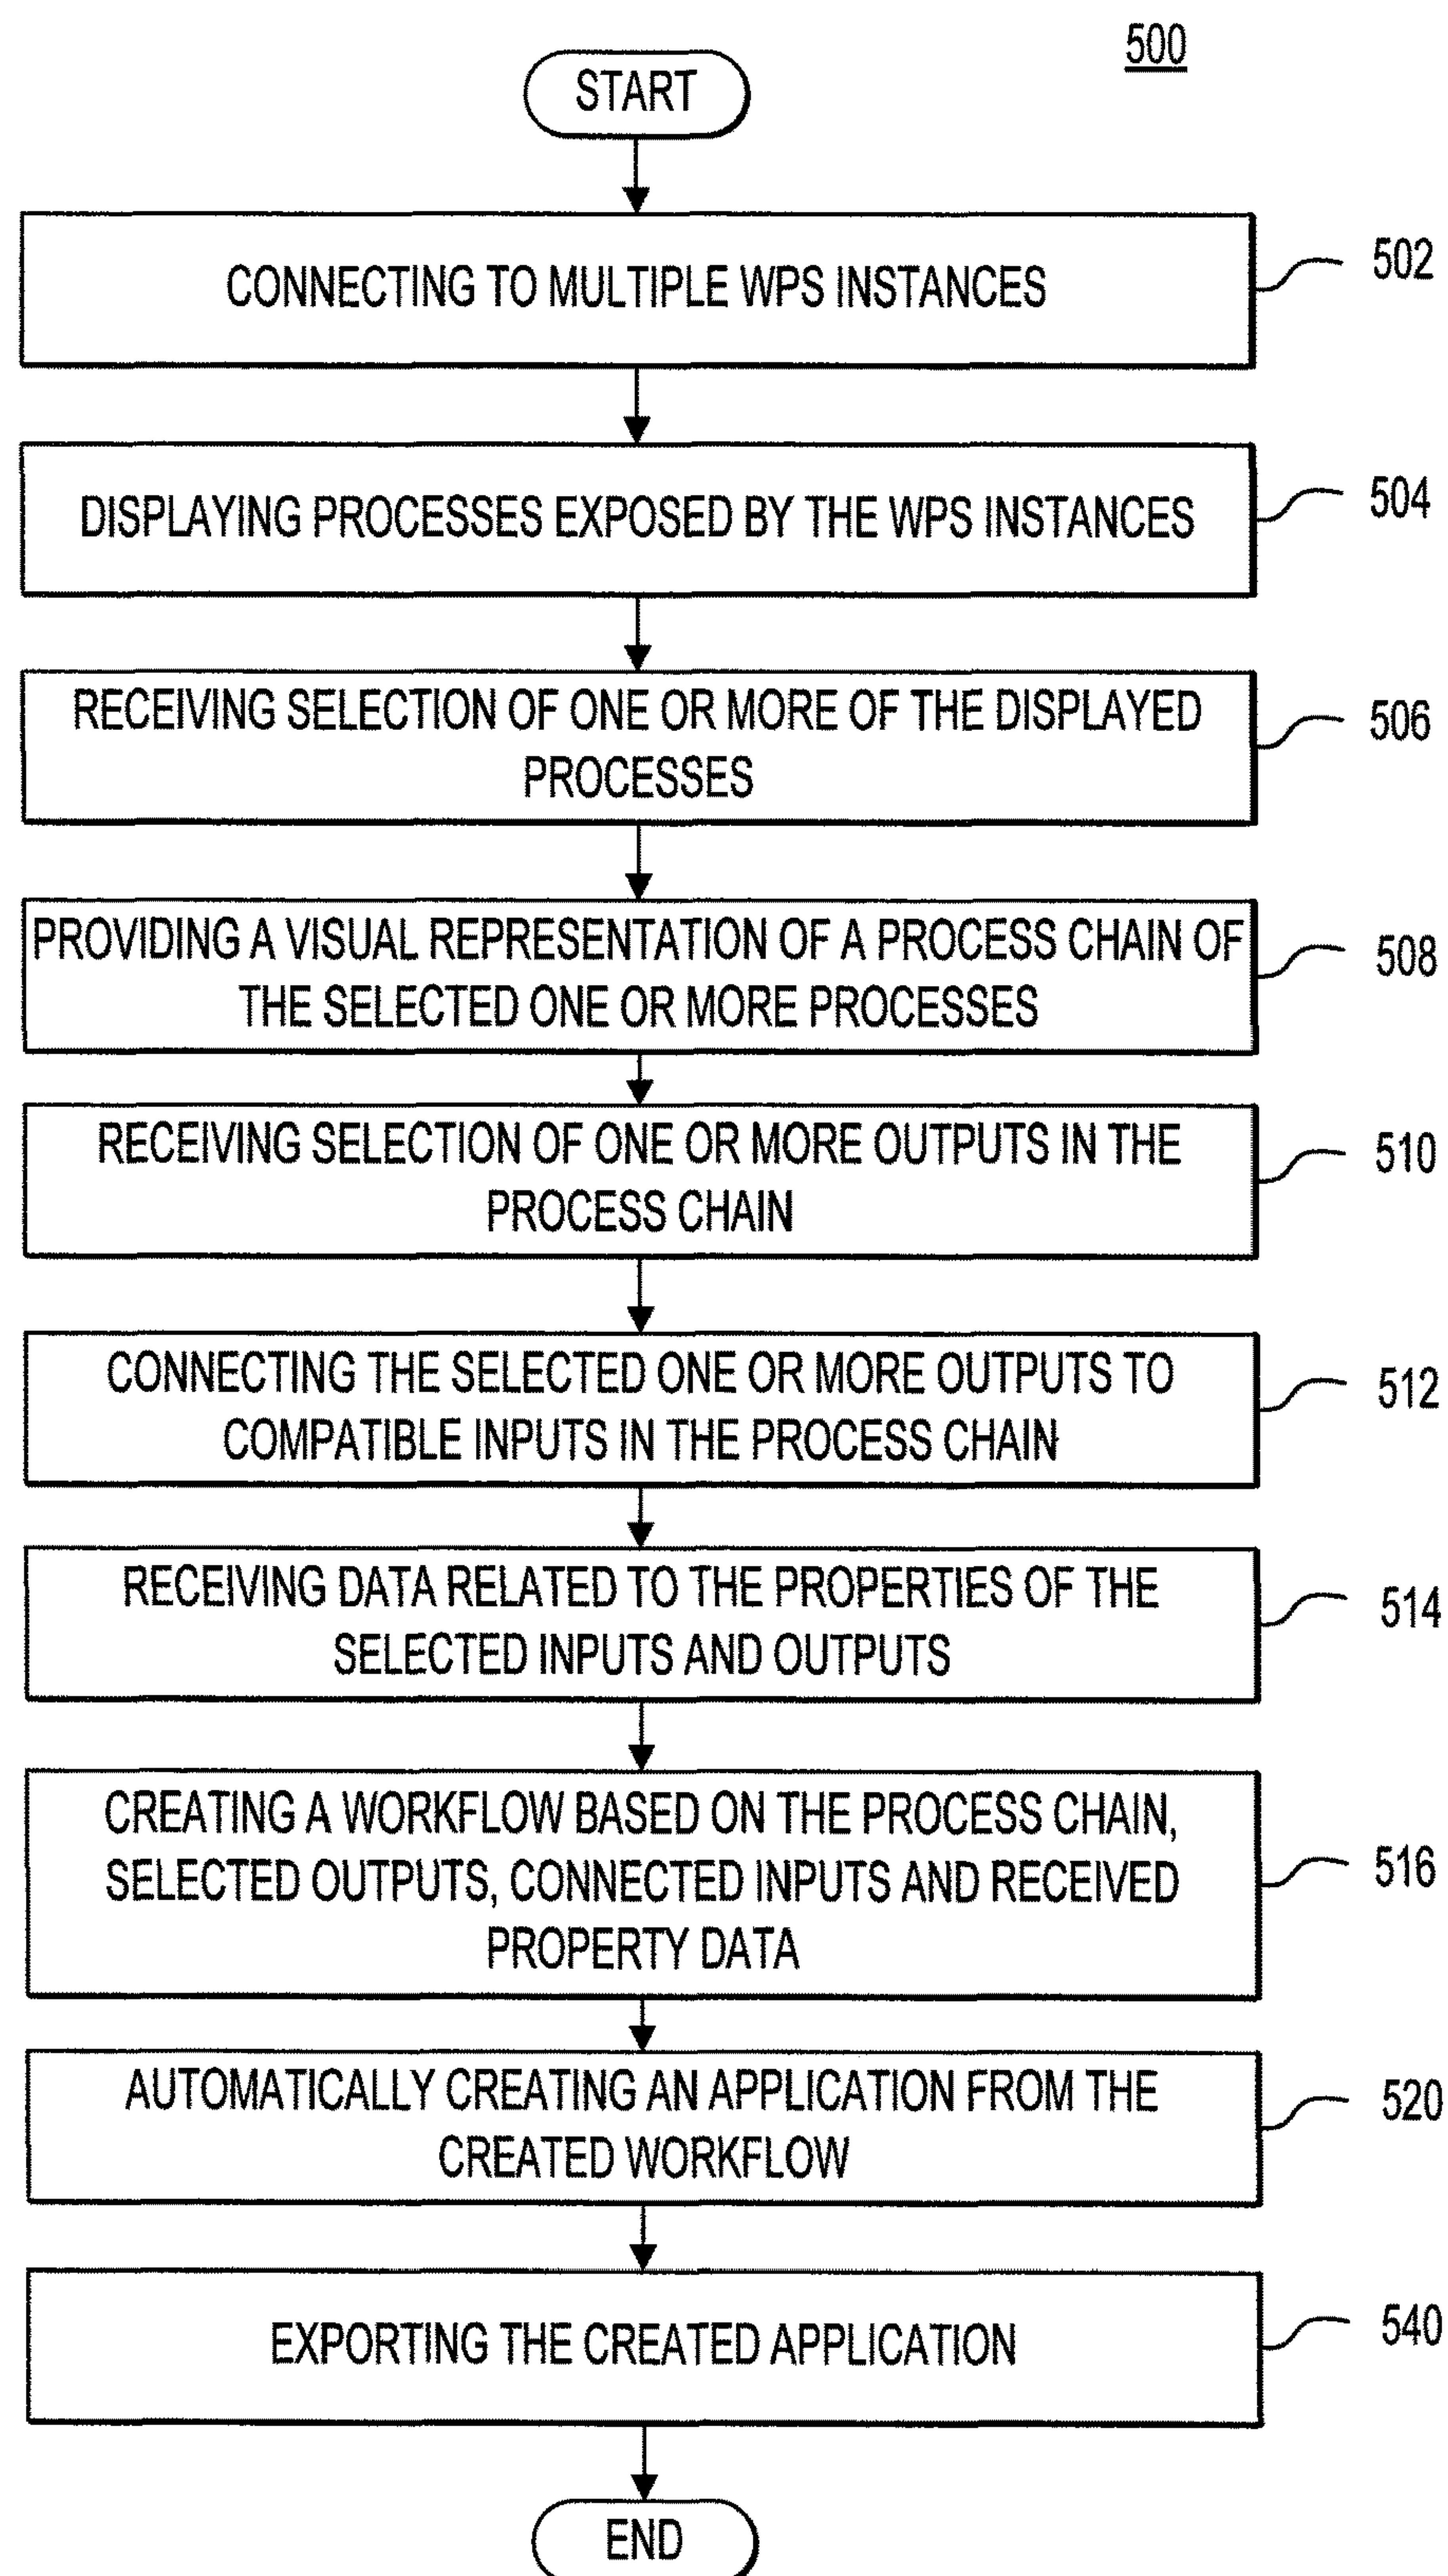 500
START
CONNECTING TO MULTIPLE WPS INSTANCES
502
DISPLAYING PROCESSES EXPOSED BY THE WPS INSTANCES
504
RECEIVING SELECTION OF ONE OR MORE OF THE DISPLAYED
PROCESSES
506
PROVIDING A VISUAL REPRESENTATION OF A PROCESS CHAIN OF
THE SELECTED ONE OR MORE PROCESSES
508
RECEIVING SELECTION OF ONE OR MORE OUTPUTS IN THE
PROCESS CHAIN
510
CONNECTING THE SELECTED ONE OR MORE OUTPUTS TO
COMPATIBLE INPUTS IN THE PROCESS CHAIN
512
RECEIVING DATA RELATED TO THE PROPERTIES OF THE
SELECTED INPUTS AND OUTPUTS
514
CREATING A WORKFLOW BASED ON THE PROCESS CHAIN,
SELECTED OUTPUTS, CONNECTED INPUTS AND RECEIVED
PROPERTY DATA
516
AUTOMATICALLY CREATING AN APPLICATION FROM THE
CREATED WORKFLOW
520
EXPORTING THE CREATED APPLICATION
540
END